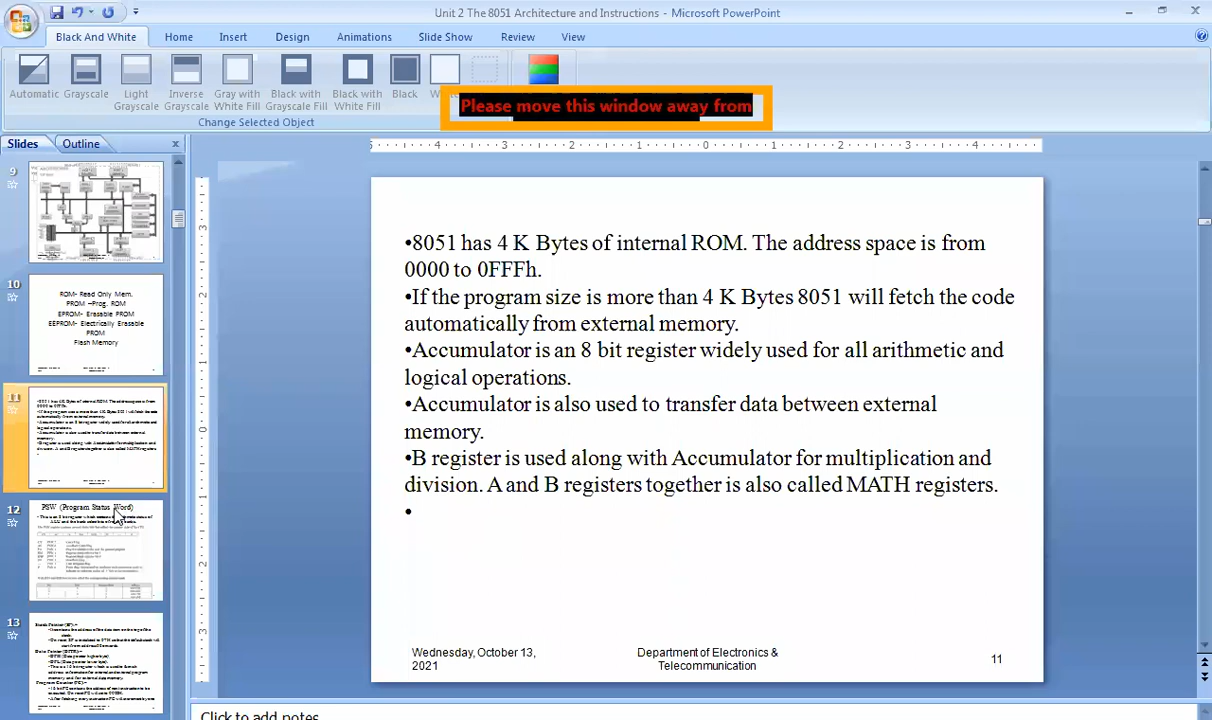 Unit 2 The 8051 Architecture and Instructions - Microsoft PowerPoint
Black And White Home Insert Design Animations Slide Show Review View
Automatic Grayscale Light Grayscale Inverse Grayscale Gray with White Fill Black with Grayscale Fill Black with White Fill Black
Change Selected Object
Please move this window away from
Slides Outline
9
10
ROM- Read Only Mem.
PROM –Prog. ROM
EPROM- Erasable PROM
EEPROM- Electrically Erasable
PROM
Flash Memory
11
12
PSW (Program Status Word)
13
•8051 has 4 K Bytes of internal ROM. The address space is from
0000 to 0FFFh.
•If the program size is more than 4 K Bytes 8051 will fetch the code
automatically from external memory.
•Accumulator is an 8 bit register widely used for all arithmetic and
logical operations.
•Accumulator is also used to transfer data between external
memory.
•B register is used along with Accumulator for multiplication and
division. A and B registers together is also called MATH registers.
•
Wednesday, October 13,
2021
Department of Electronics &
Telecommunication
11
Click to add notes